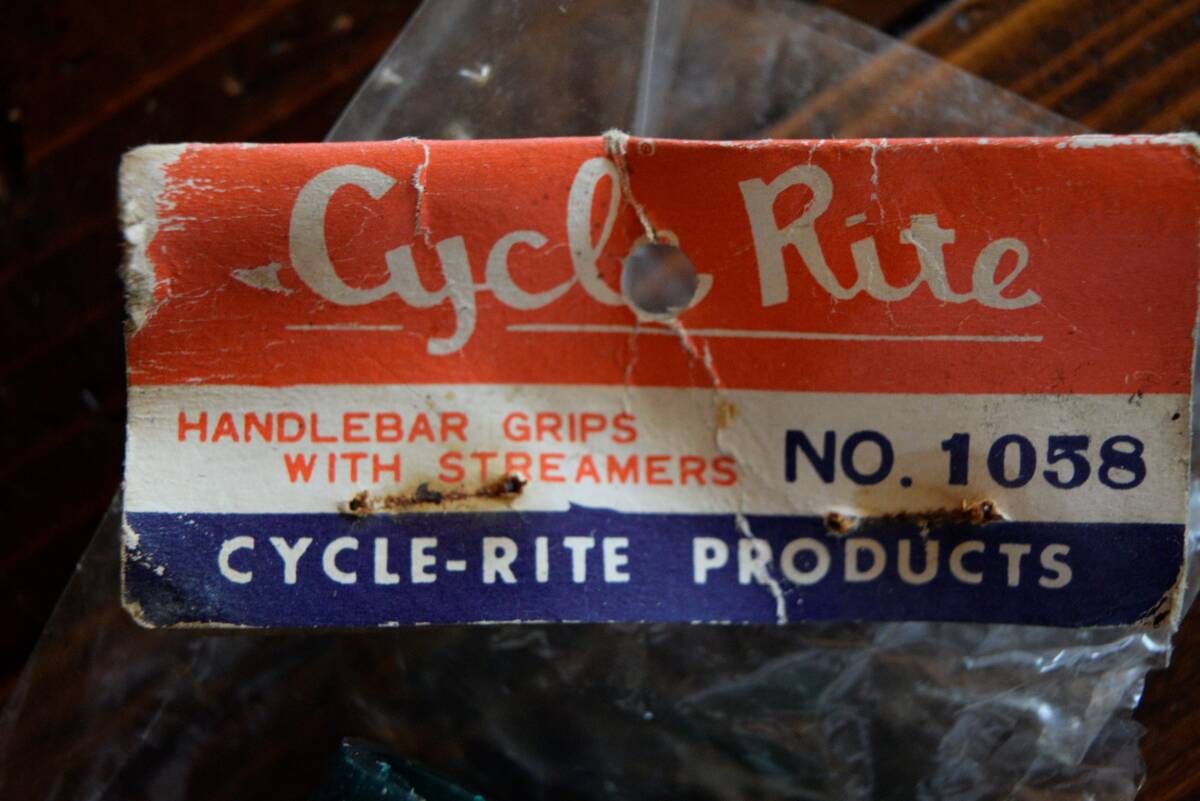 Cycle Rite
HANDLEBAR GRIPS
WITH STREAMERS
NO. 1058
CYCLE-RITE PRODUCTS